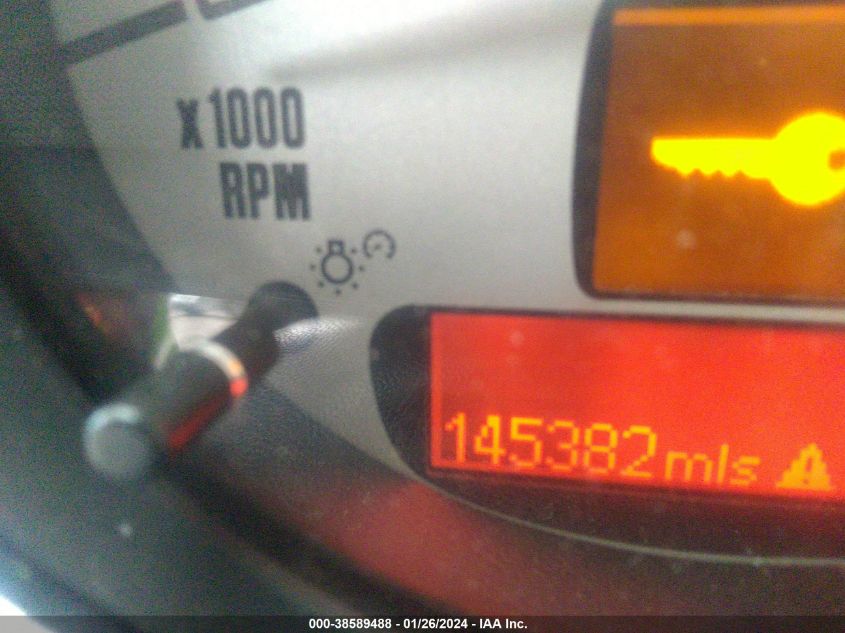 x1000
RPM
145382mls
000-38589488 - 01/26/2024 - IAA Inc.